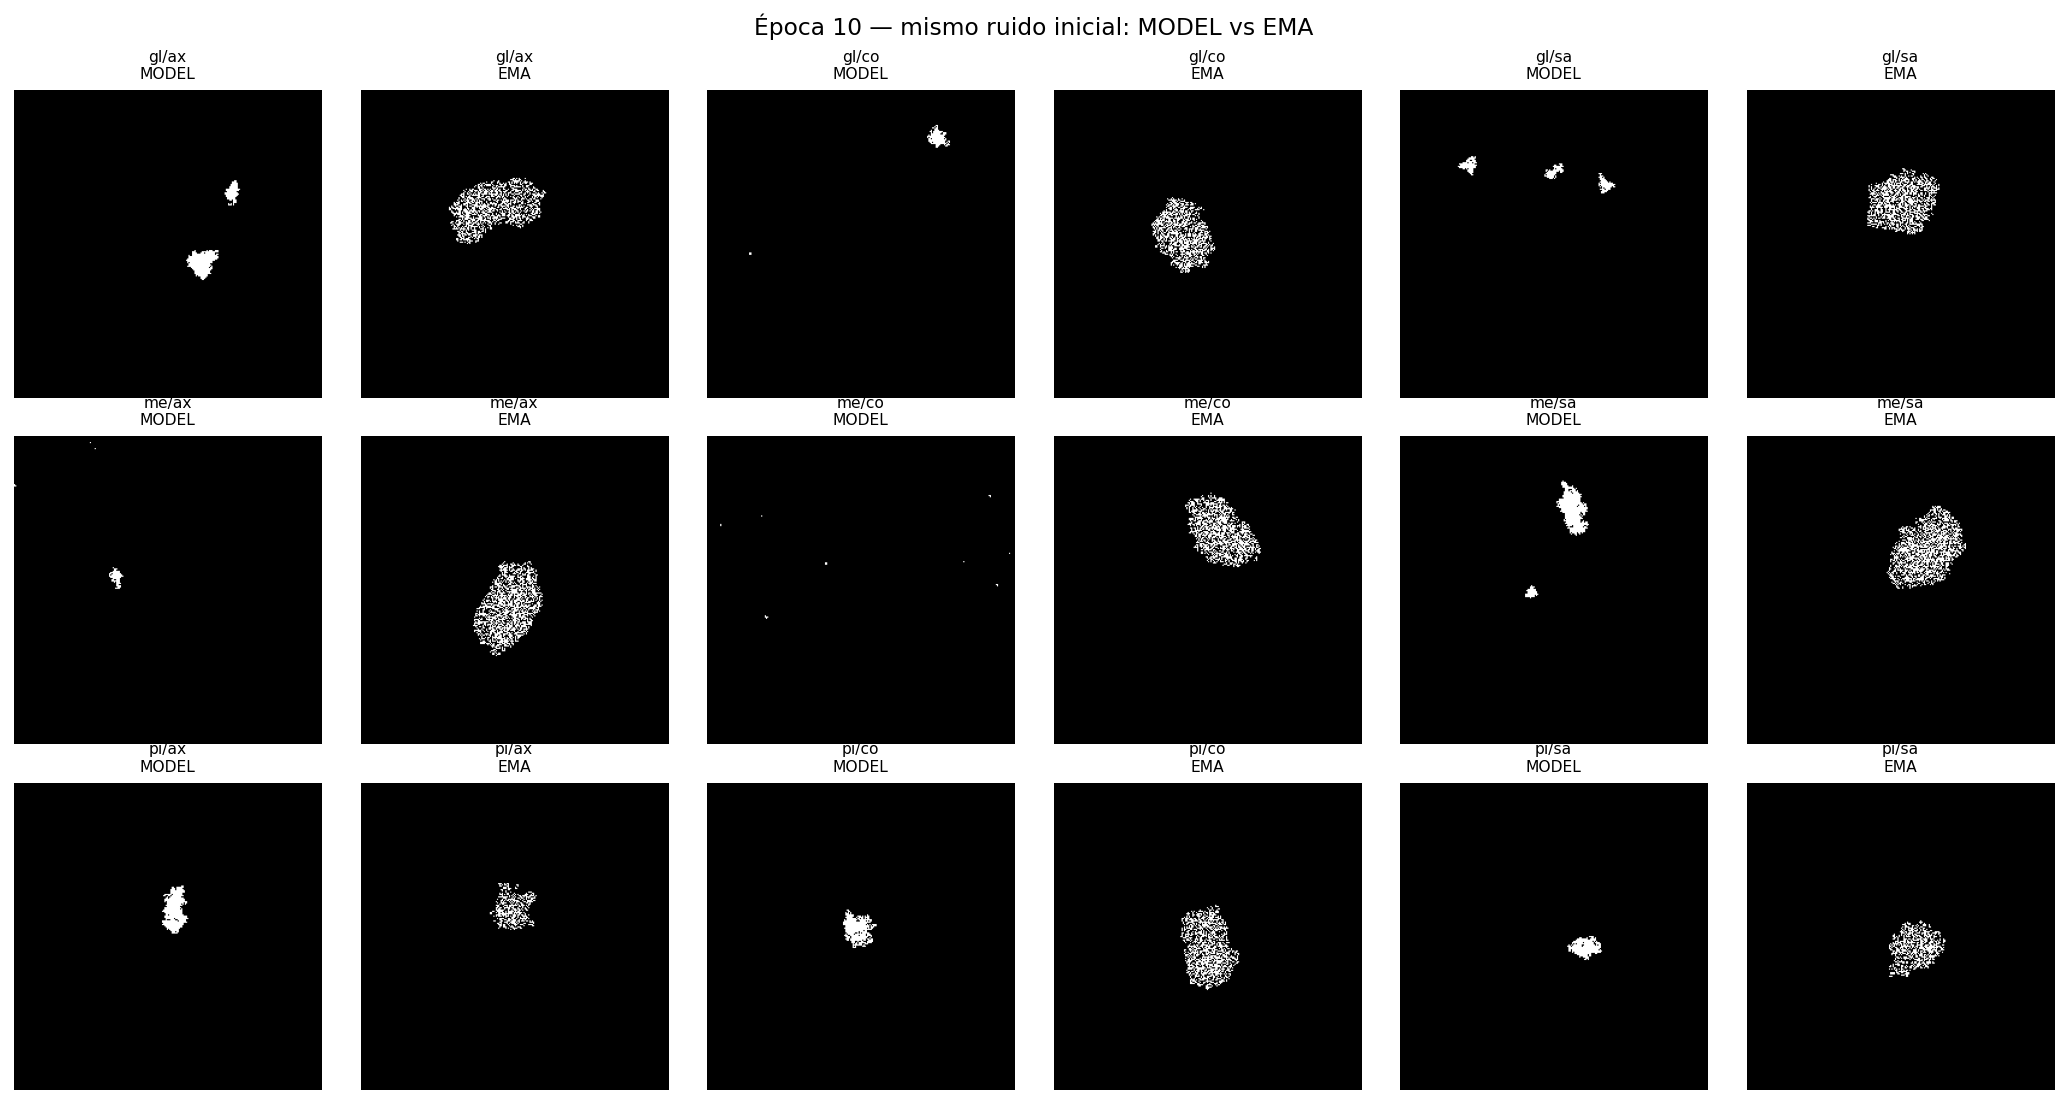 Época 10 — mismo ruido inicial: MODEL vs EMA
gl/ax
MODEL
gl/ax
EMA
gl/co
MODEL
gl/co
EMA
gl/sa
MODEL
gl/sa
EMA
me/ax
MODEL
me/ax
EMA
me/co
MODEL
me/co
EMA
me/sa
MODEL
me/sa
EMA
pi/ax
MODEL
pi/ax
EMA
pi/co
MODEL
pi/co
EMA
pi/sa
MODEL
pi/sa
EMA